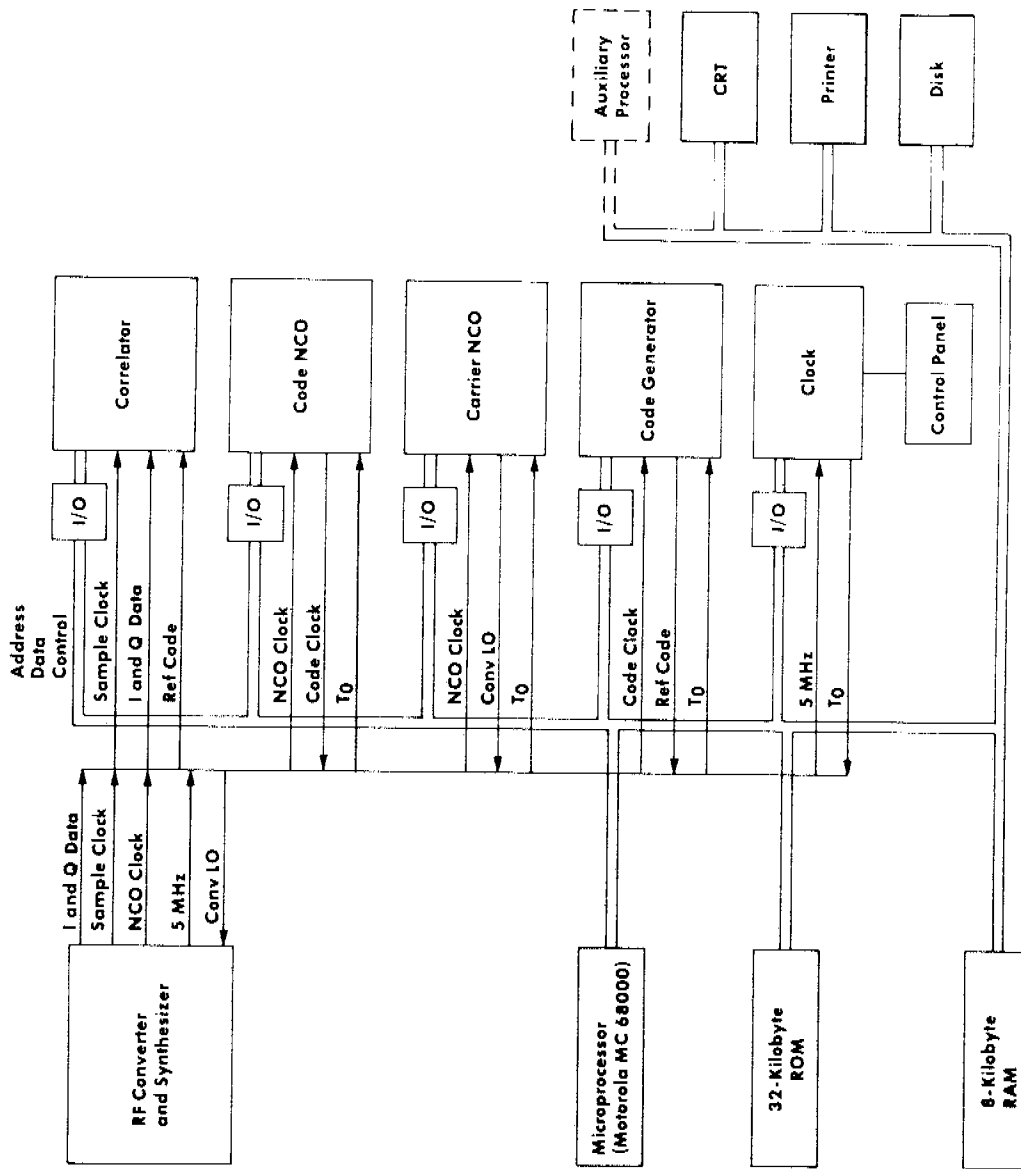 Address
Data
Control
I and Q Data
Sample Clock
NCO Clock
5 MHz
Conv LO
RF Converter
and Synthesizer
Sample Clock
I and Q Data
Ref Code
I/O
Correlator
NCO Clock
Code Clock
T0
I/O
Code NCO
NCO Clock
Conv LO
T0
I/O
Carrier NCO
Code Clock
Ref Code
T0
I/O
Code Generator
5 MHz
T0
I/O
Clock
Control Panel
Microprocessor
(Motorola MC 68000)
32-Kilobyte
ROM
8-Kilobyte
RAM
Auxiliary
Processor
CRT
Printer
Disk